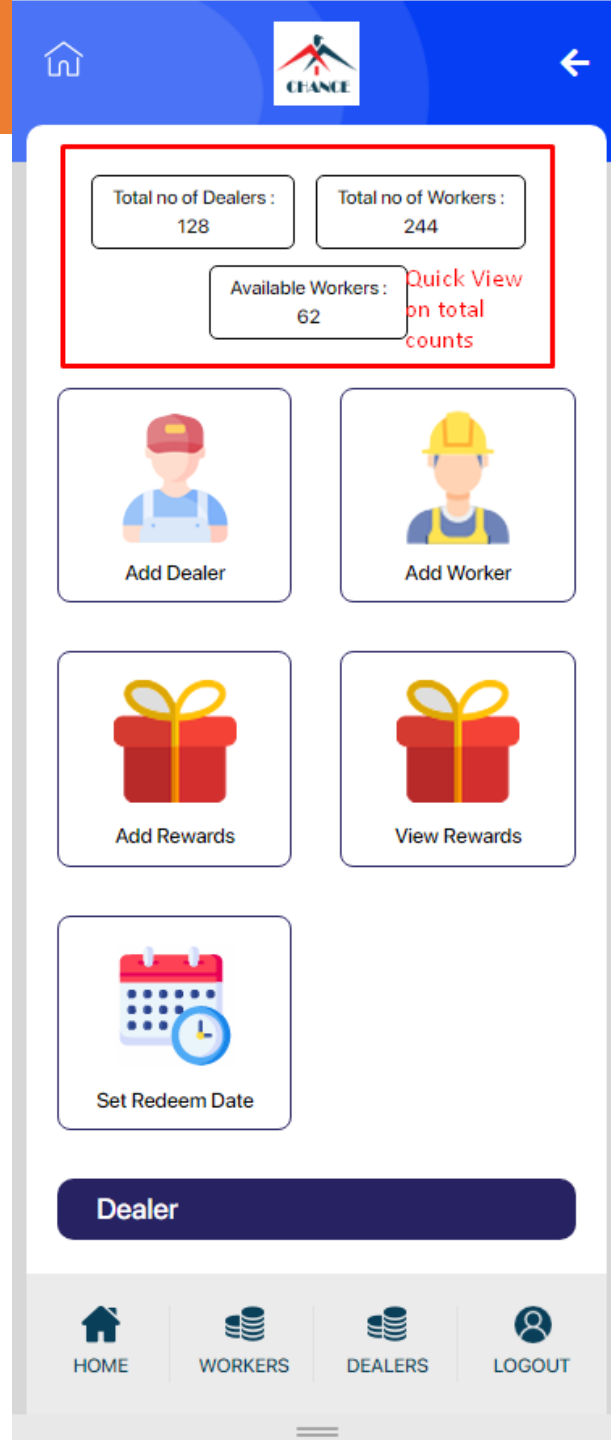 CHANCE
Total no of Dealers :
128
Total no of Workers :
244
Available Workers :
62
Quick View
on total
counts
Add Dealer
Add Worker
Add Rewards
View Rewards
Set Redeem Date
Dealer
HOME
WORKERS
DEALERS
LOGOUT